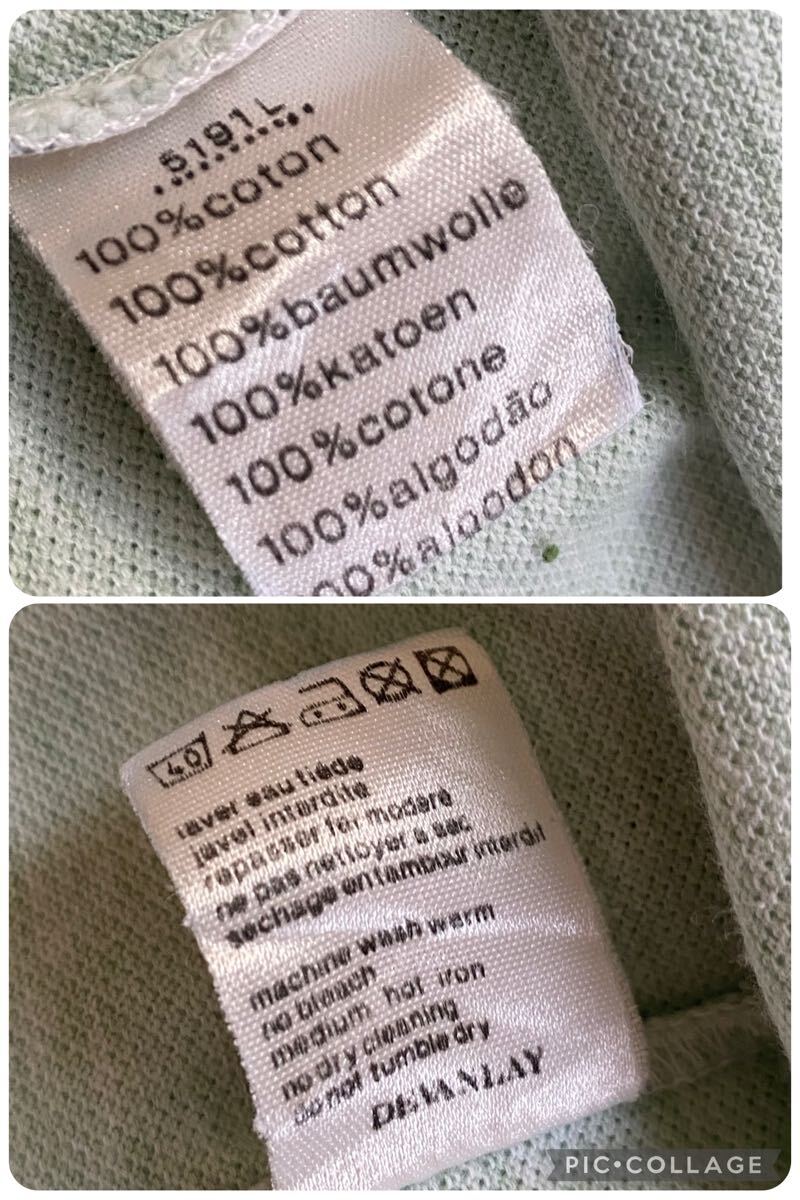 5191L
100%coton
100%cotton
100%baumwolle
100%katoen
100%cotone
100%algodão
100%algodon
40
laver eau tiède
javel interdite
repasser fer modéré
ne pas nettoyer à sec
sechage en tambour interdit
machine wash warm
no bleach
medium hot iron
no dry cleaning
do not tumble dry
DEVANLAY
PIC•COLLAGE